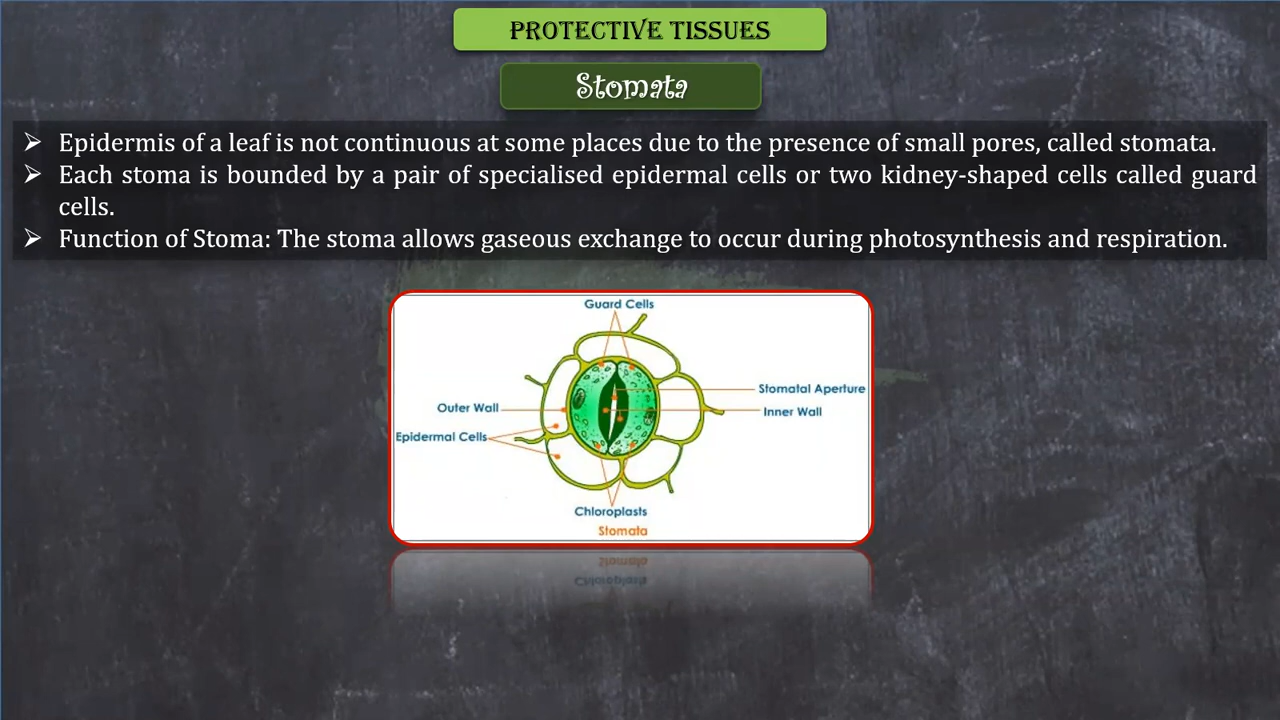 PROTECTIVE TISSUES
Stomata
➢ Epidermis of a leaf is not continuous at some places due to the presence of small pores, called stomata.
➢ Each stoma is bounded by a pair of specialised epidermal cells or two kidney-shaped cells called guard
cells.
➢ Function of Stoma: The stoma allows gaseous exchange to occur during photosynthesis and respiration.
Guard Cells
Stomatal Aperture
Outer Wall
Inner Wall
Epidermal Cells
Chloroplasts
Stomata